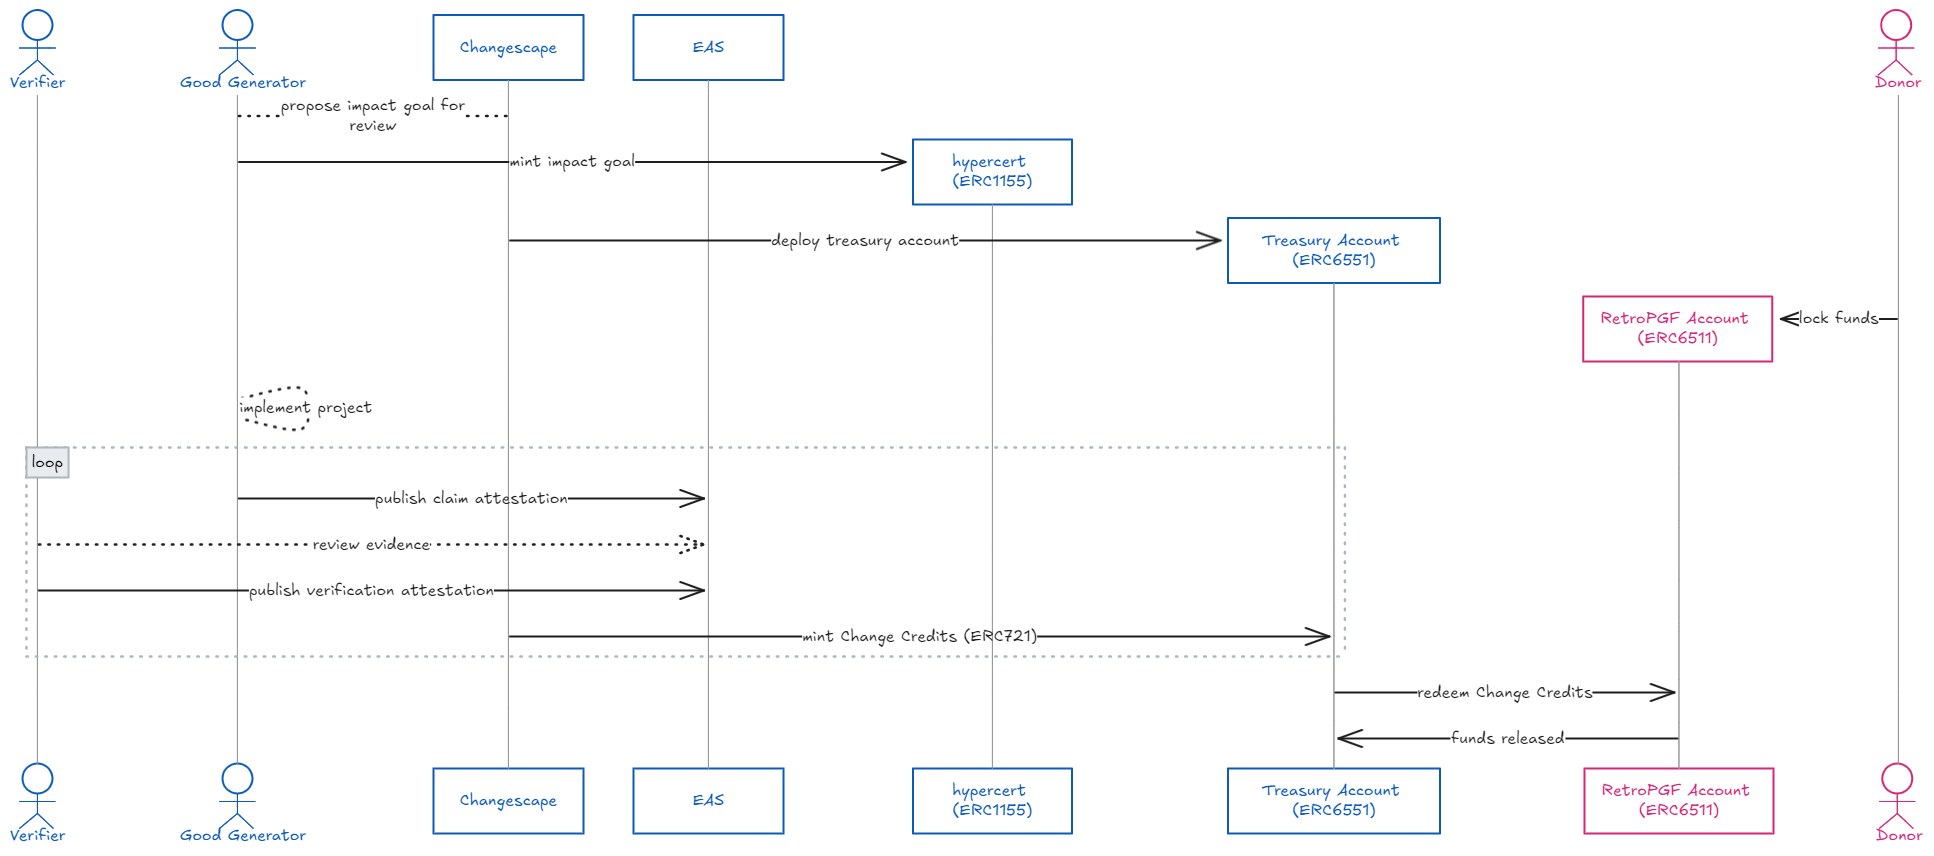 Verifier
Good Generator
Changescape
EAS
Donor
propose impact goal for
review
mint impact goal
hypercert
(ERC1155)
deploy treasury account
Treasury Account
(ERC6551)
RetroPGF Account
(ERC6511)
lock funds
implement project
loop
publish claim attestation
review evidence
publish verification attestation
mint Change Credits (ERC721)
redeem Change Credits
funds released
Verifier
Good Generator
Changescape
EAS
hypercert
(ERC1155)
Treasury Account
(ERC6551)
RetroPGF Account
(ERC6511)
Donor